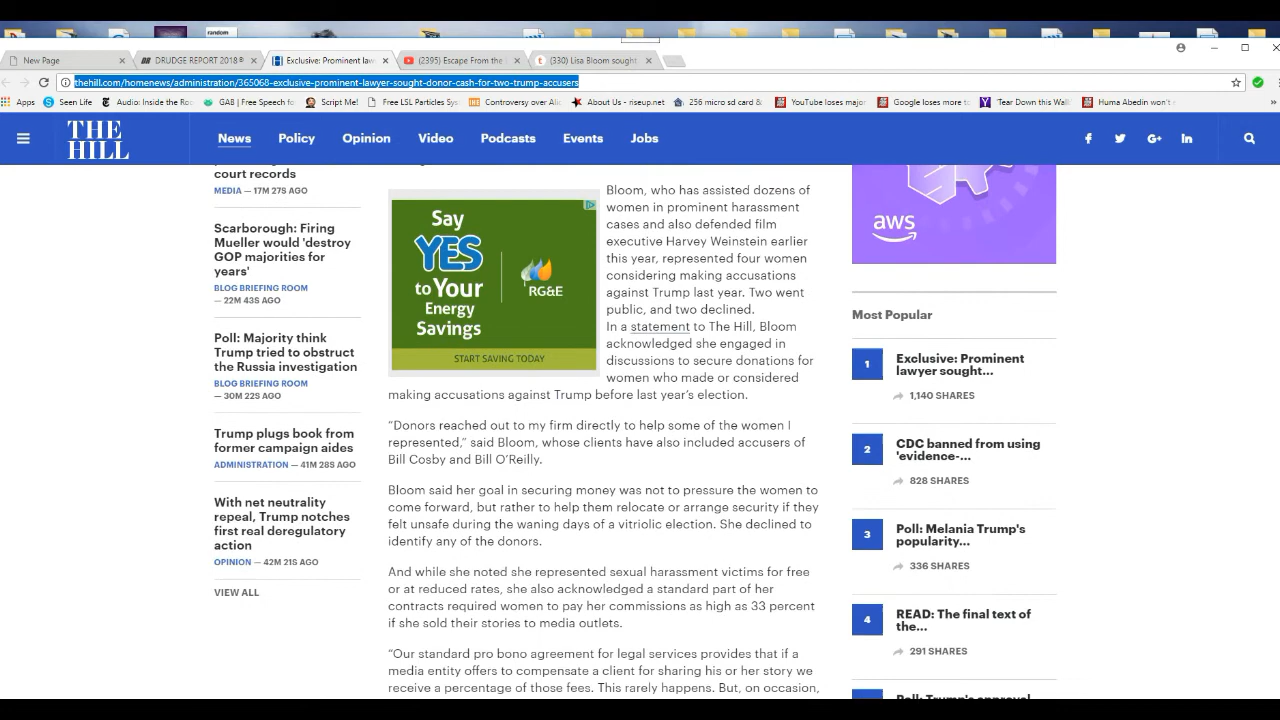 random
New Page
DRUDGE REPORT 2018®
Exclusive: Prominent law
(2395) Escape From the
(330) Lisa Bloom sought
thehill.com/homenews/administration/365068-exclusive-prominent-lawyer-sought-donor-cash-for-two-trump-accusers
Apps
Seen Life
Audio: Inside the
GAB | Free Speech fo
Script Me!
Free LSL Particles Sys
Controversy over Ali
About Us - riseup.net
256 micro sd card &
YouTube loses major
Google loses more to
'Tear Down this Wall
Huma Abedin won't
»
THE
HILL
News
Policy
Opinion
Video
Podcasts
Events
Jobs
court records
MEDIA — 17M 27S AGO
Scarborough: Firing
Mueller would 'destroy
GOP majorities for
years'
BLOG BRIEFING ROOM
— 22M 43S AGO
Poll: Majority think
Trump tried to obstruct
the Russia investigation
BLOG BRIEFING ROOM
— 30M 22S AGO
Trump plugs book from
former campaign aides
ADMINISTRATION — 41M 28S AGO
With net neutrality
repeal, Trump notches
first real deregulatory
action
OPINION — 42M 21S AGO
VIEW ALL
Say
YES
to Your
Energy
Savings
RG&E
START SAVING TODAY
Bloom, who has assisted dozens of
women in prominent harassment
cases and also defended film
executive Harvey Weinstein earlier
this year, represented four women
considering making accusations
against Trump last year. Two went
public, and two declined.
In a statement to The Hill, Bloom
acknowledged she engaged in
discussions to secure donations for
women who made or considered
making accusations against Trump before last year's election.
“Donors reached out to my firm directly to help some of the women I
represented,” said Bloom, whose clients have also included accusers of
Bill Cosby and Bill O’Reilly.
Bloom said her goal in securing money was not to pressure the women to
come forward, but rather to help them relocate or arrange security if they
felt unsafe during the waning days of a vitriolic election. She declined to
identify any of the donors.
And while she noted she represented sexual harassment victims for free
or at reduced rates, she also acknowledged a standard part of her
contracts required women to pay her commissions as high as 33 percent
if she sold their stories to media outlets.
“Our standard pro bono agreement for legal services provides that if a
media entity offers to compensate a client for sharing his or her story we
receive a percentage of those fees. This rarely happens. But, on occasion,
aws
Most Popular
1
Exclusive: Prominent
lawyer sought...
1,140 SHARES
2
CDC banned from using
'evidence-...
828 SHARES
3
Poll: Melania Trump's
popularity...
336 SHARES
4
READ: The final text of
the...
291 SHARES
Poll: Trump's approval